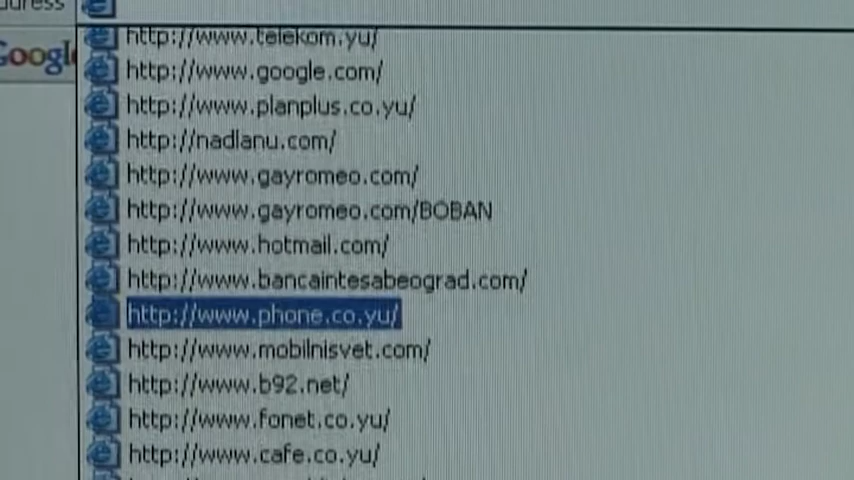 http://www.telekom.yu/
Google
http://www.google.com/
http://www.planplus.co.yu/
http://nadlanu.com/
http://www.gayromeo.com/
http://www.gayromeo.com/BOBAN
http://www.hotmail.com/
http://www.bancaintesabeograd.com/
http://www.phone.co.yu/
http://www.mobilnisvet.com/
http://www.b92.net/
http://www.fonet.co.yu/
http://www.cafe.co.yu/